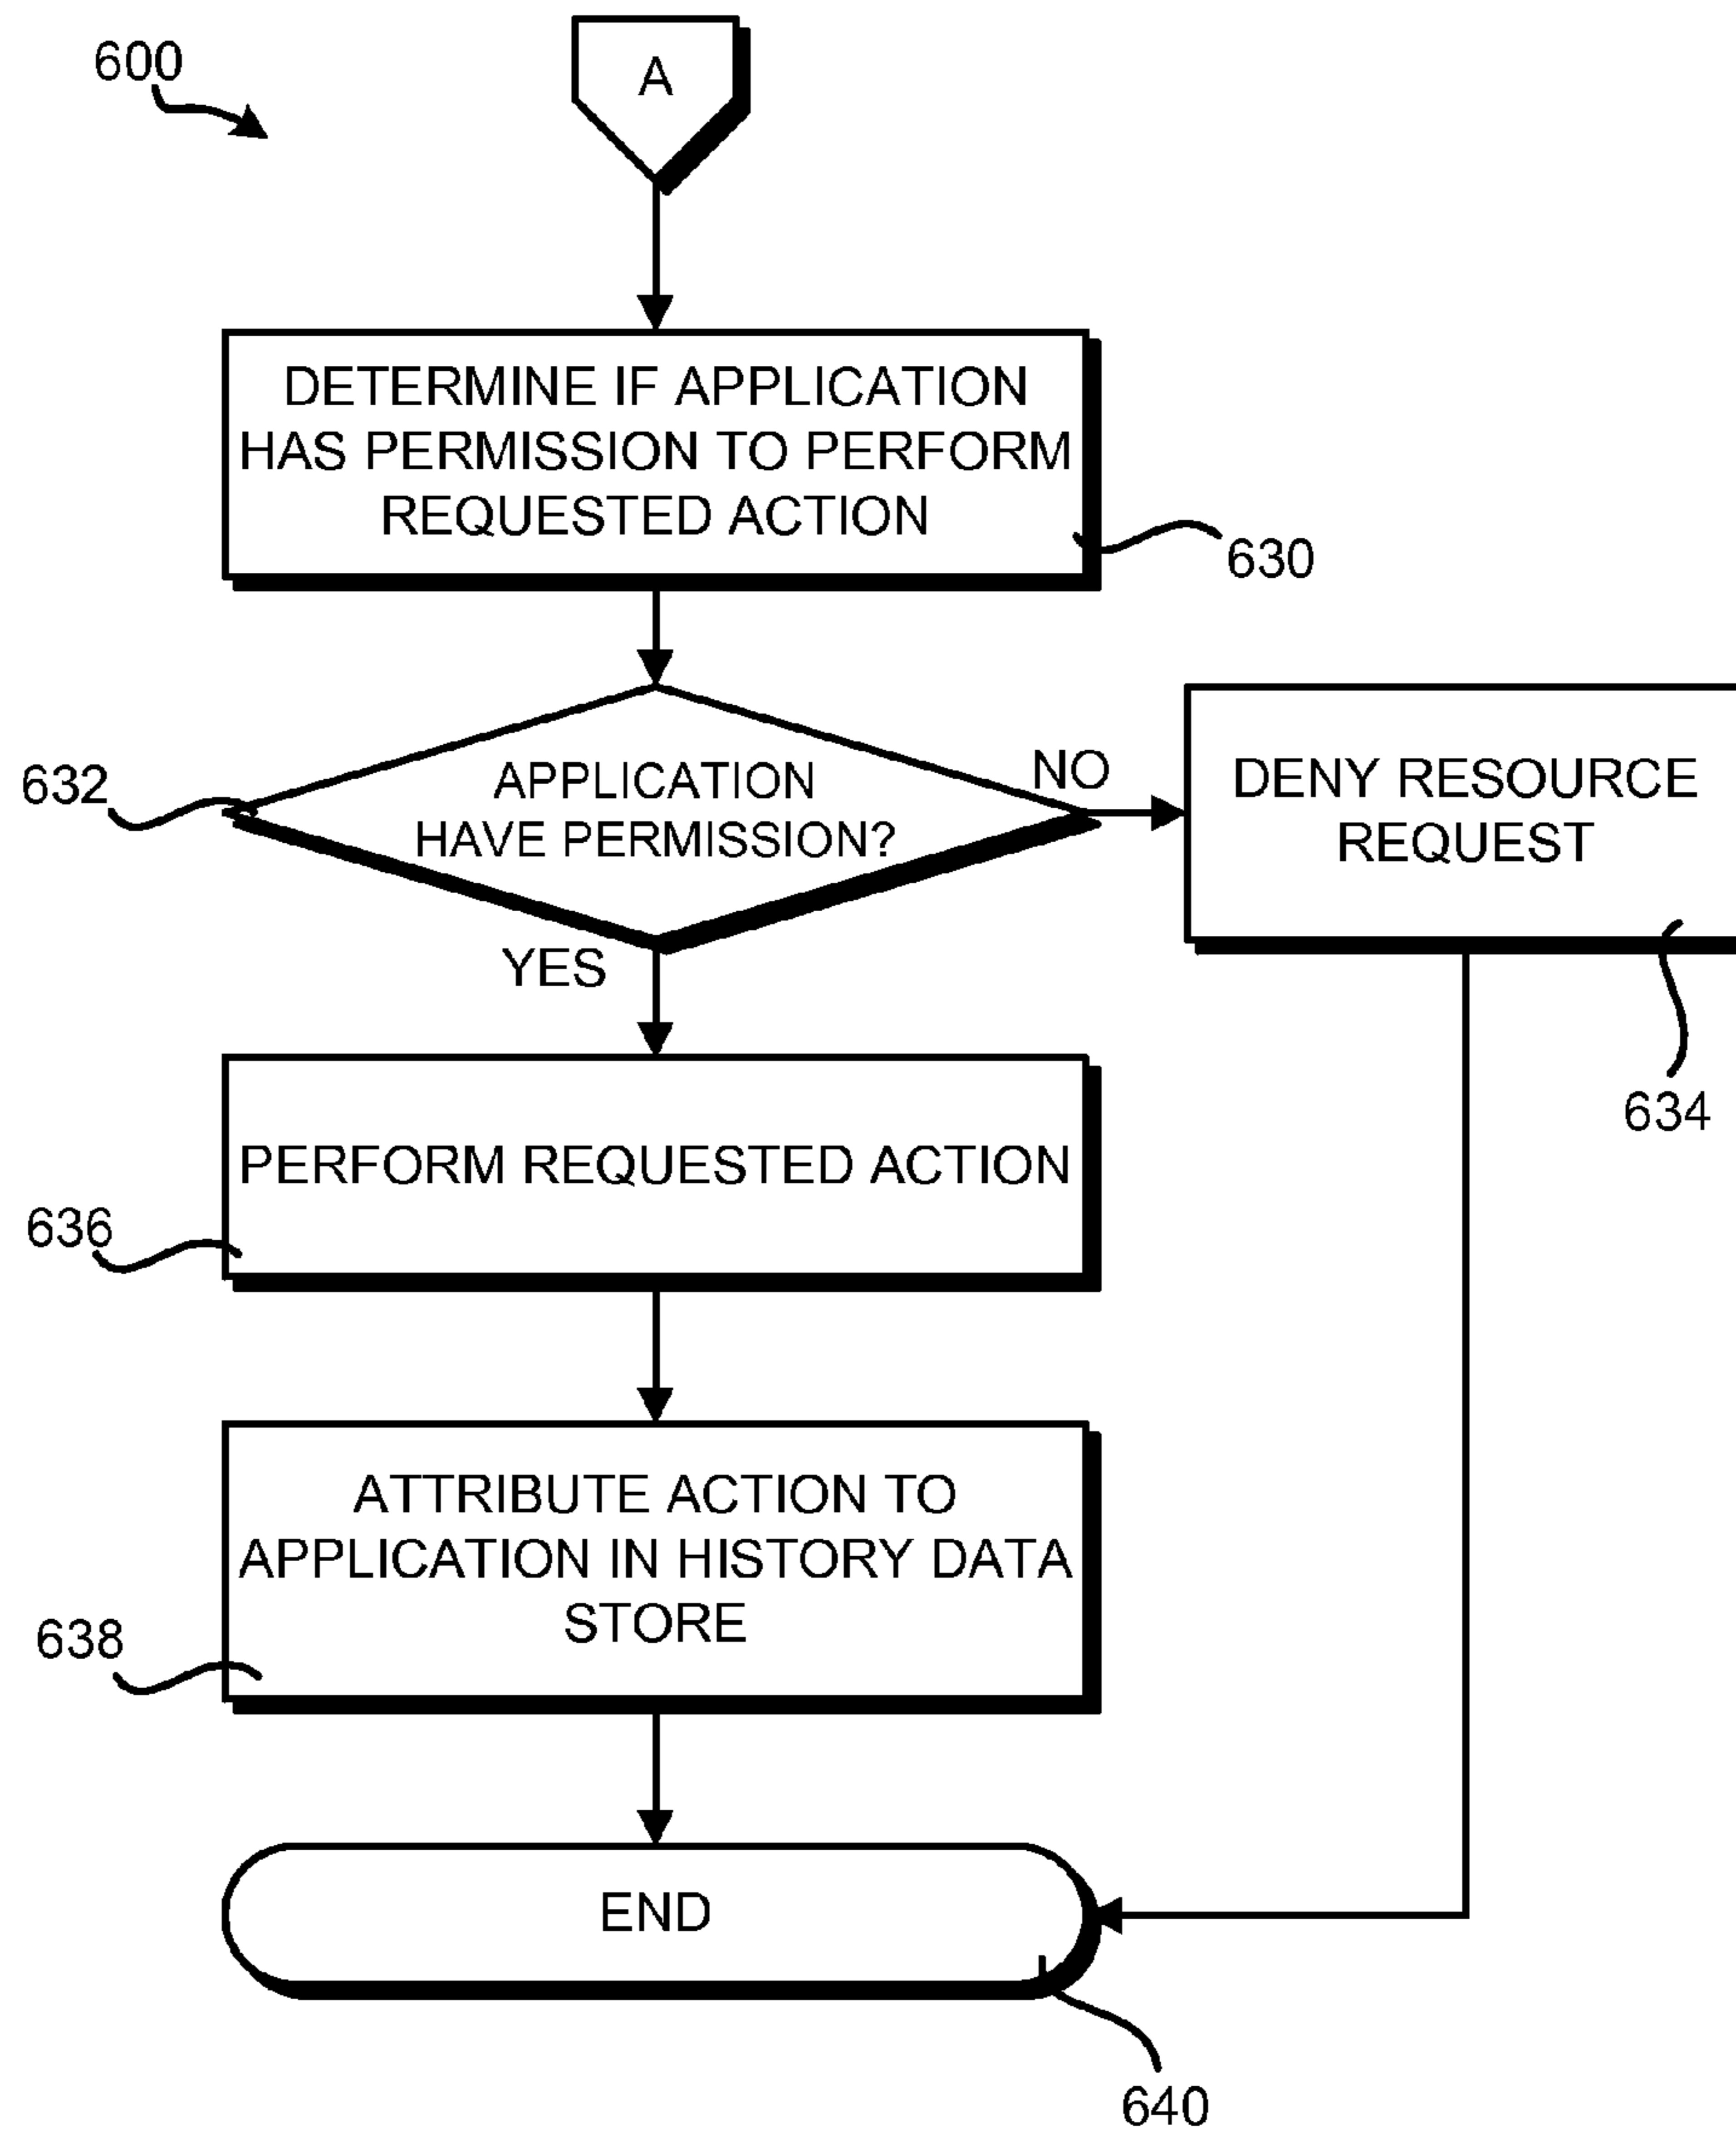 600
A
DETERMINE IF APPLICATION
HAS PERMISSION TO PERFORM
REQUESTED ACTION
630
632
APPLICATION
HAVE PERMISSION?
NO
DENY RESOURCE
REQUEST
634
YES
PERFORM REQUESTED ACTION
636
ATTRIBUTE ACTION TO
APPLICATION IN HISTORY DATA
STORE
638
END
640